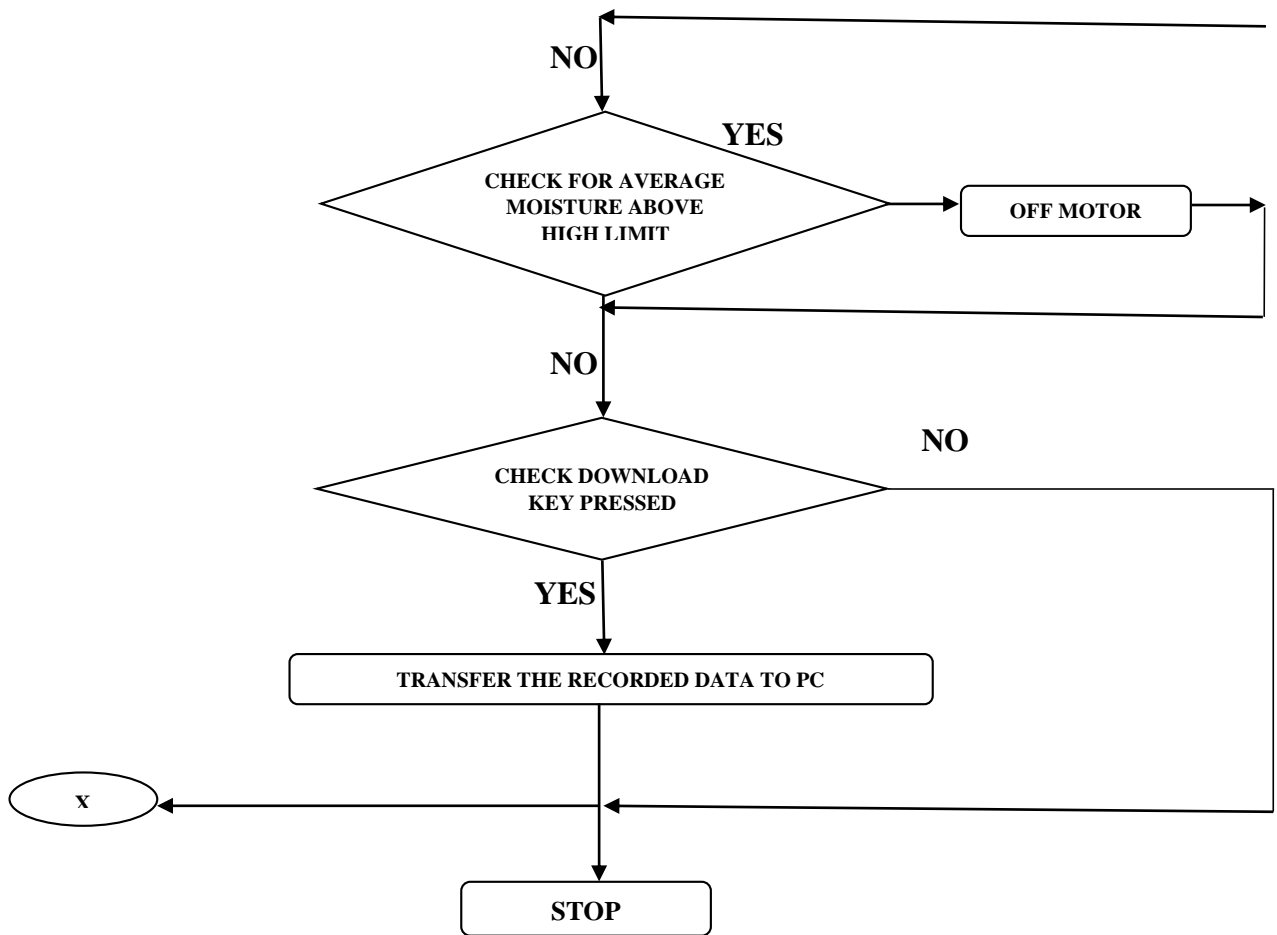 NO
YES
CHECK FOR AVERAGE
MOISTURE ABOVE
HIGH LIMIT
OFF MOTOR
NO
NO
CHECK DOWNLOAD
KEY PRESSED
YES
TRANSFER THE RECORDED DATA TO PC
X
STOP